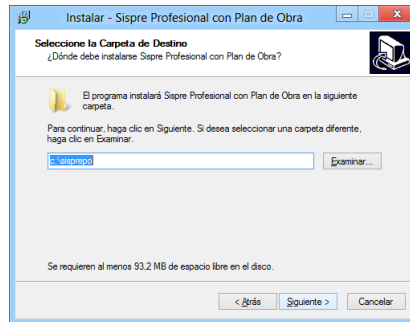 Instalar - Sispre Profesional con Plan de Obra
Seleccione la Carpeta de Destino
¿Dónde debe instalarse Sispre Profesional con Plan de Obra?
El programa instalará Sispre Profesional con Plan de Obra en la siguiente
carpeta.
Para continuar, haga clic en Siguiente. Si desea seleccionar una carpeta diferente,
haga clic en Examinar.
c:\sisprepo
Examinar...
Se requieren al menos 93,2 MB de espacio libre en el disco.
< Atrás
Siguiente >
Cancelar